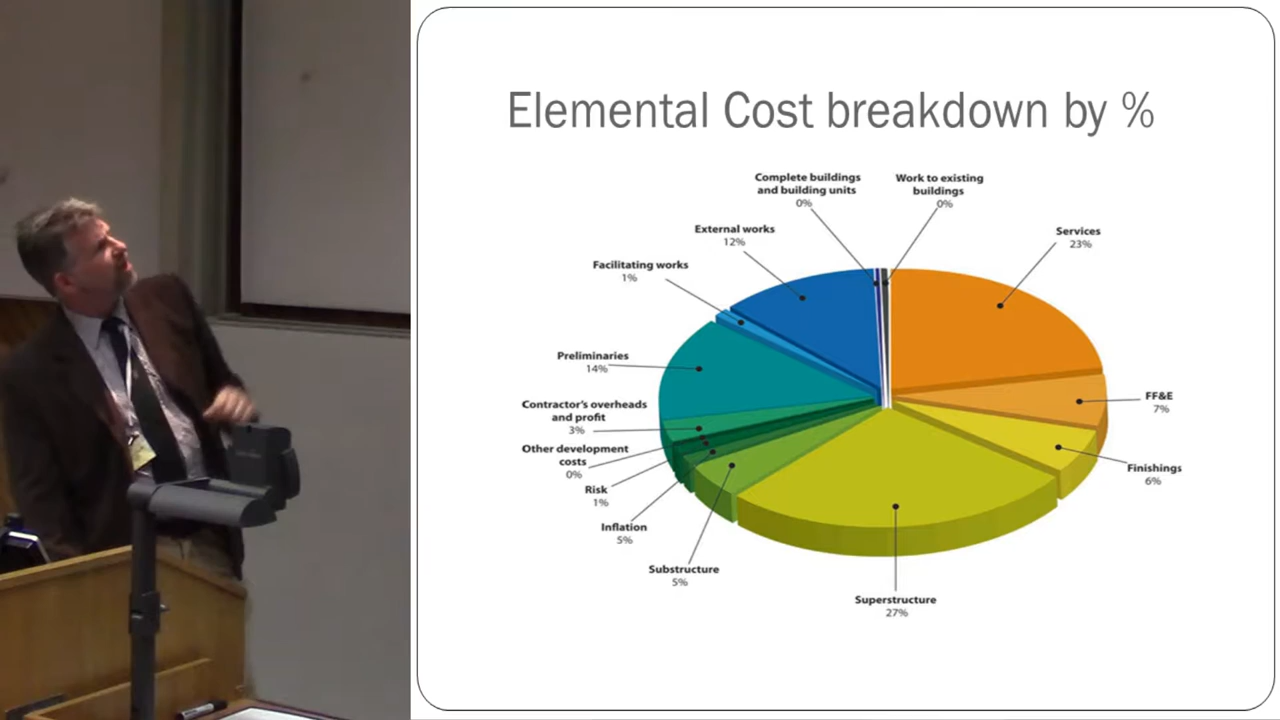 Elemental Cost breakdown by %
Complete buildings
and building units
0%
Work to existing
buildings
0%
External works
12%
Services
23%
Facilitating works
1%
Preliminaries
14%
FF&E
7%
Contractor's overheads
and profit
3%
Other development
costs
0%
Finishings
6%
Risk
1%
Inflation
5%
Substructure
5%
Superstructure
27%